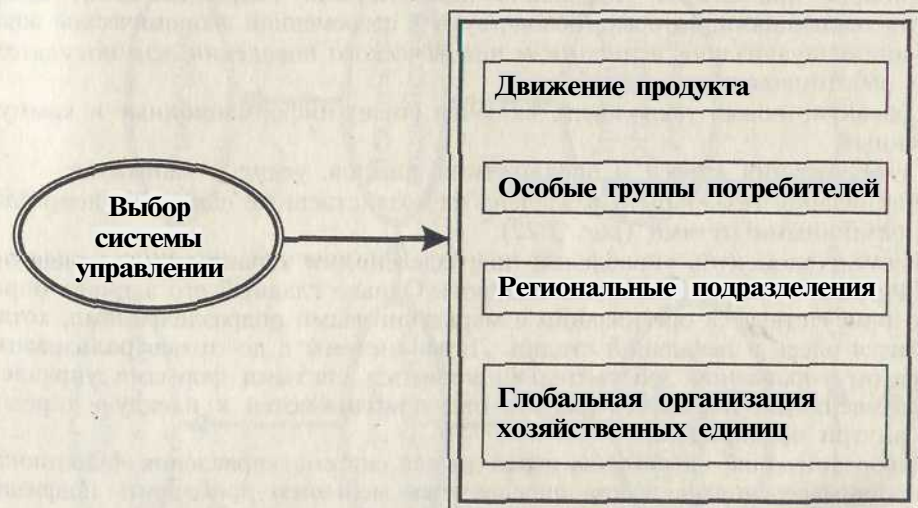 Выбор
системы
управлении
Движение продукта
Особые группы потребителей
Региональные подразделения
Глобальная организация
хозяйственных единиц